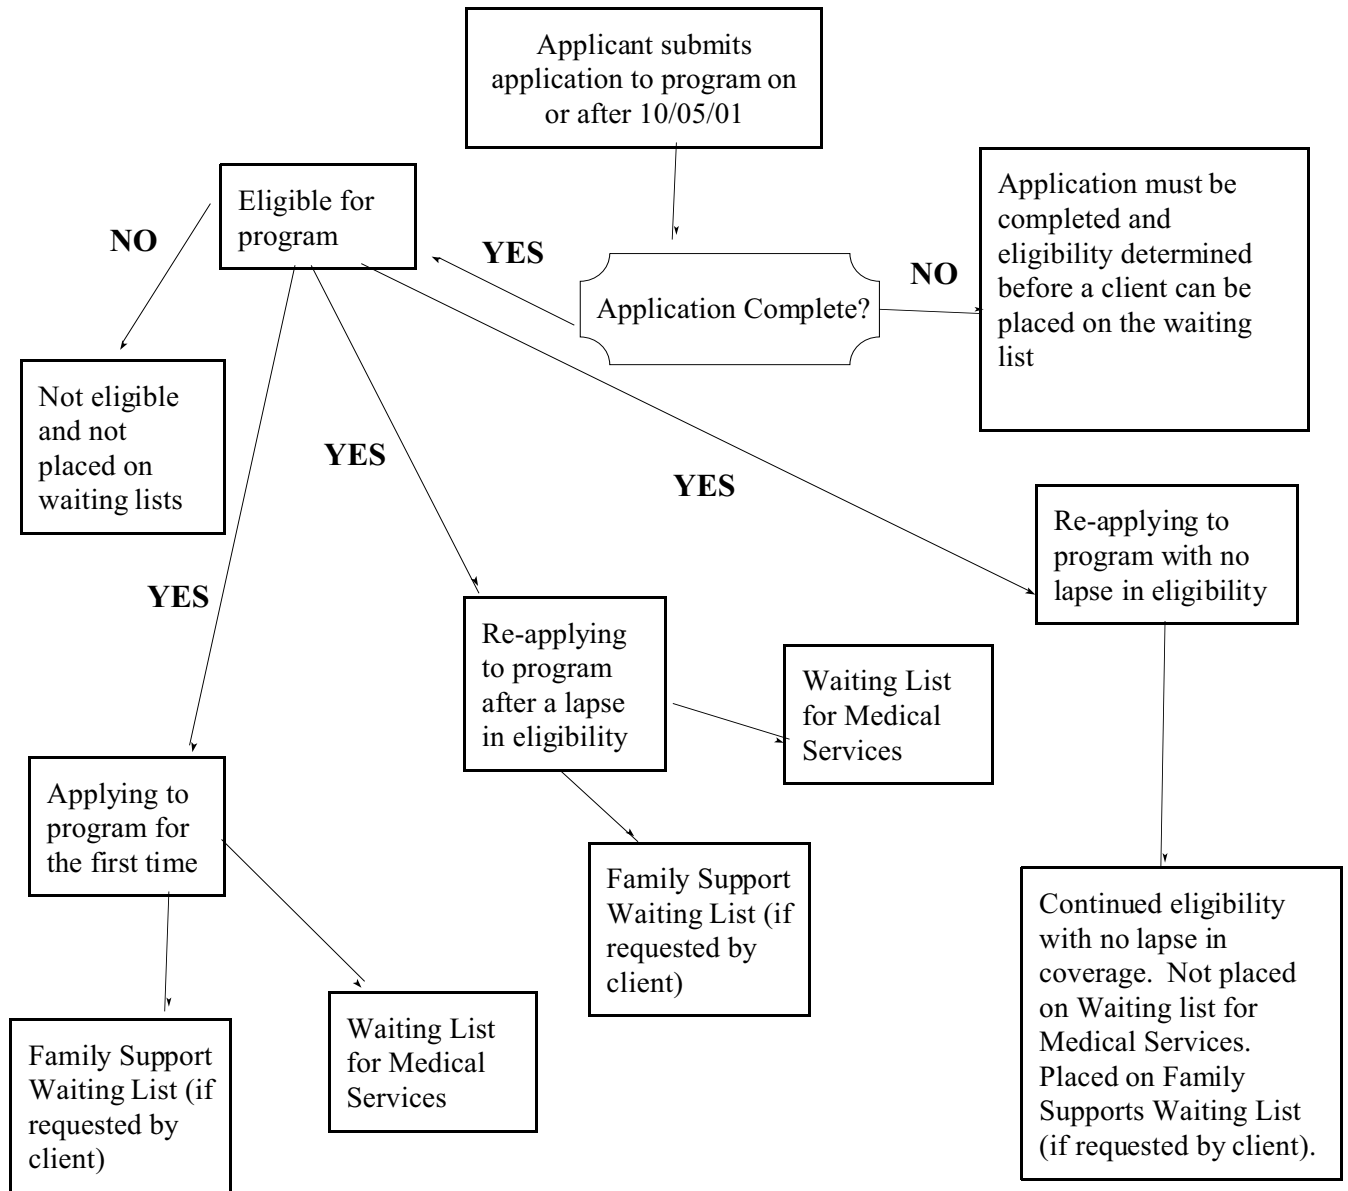 Applicant submits
application to program on
or after 10/05/01
Eligible for
program
Application must be
completed and
eligibility determined
before a client can be
placed on the waiting
list
NO
YES
NO
Application Complete?
Not eligible
and not
placed on
waiting lists
YES
YES
YES
Re-applying to
program with no
lapse in eligibility
Re-applying
to program
after a lapse
in eligibility
Waiting List
for Medical
Services
Applying to
program for
the first time
Family Support
Waiting List (if
requested by
client)
Continued eligibility
with no lapse in
coverage.  Not placed
on Waiting list for
Medical Services.
Placed on Family
Supports Waiting List
(if requested by client).
Waiting List
for Medical
Services
Family Support
Waiting List (if
requested by
client)